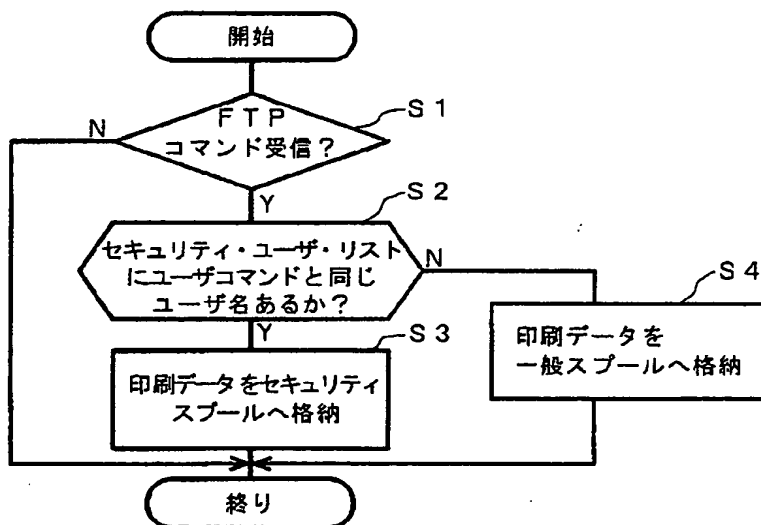 開始
S1
FTP
コマンド受信?
N
Y
S2
セキュリティ・ユーザ・リスト
にユーザコマンドと同じ
ユーザ名あるか?
N
Y
S3
印刷データをセキュリティ
スプールへ格納
S4
印刷データを
一般スプールへ格納
終り